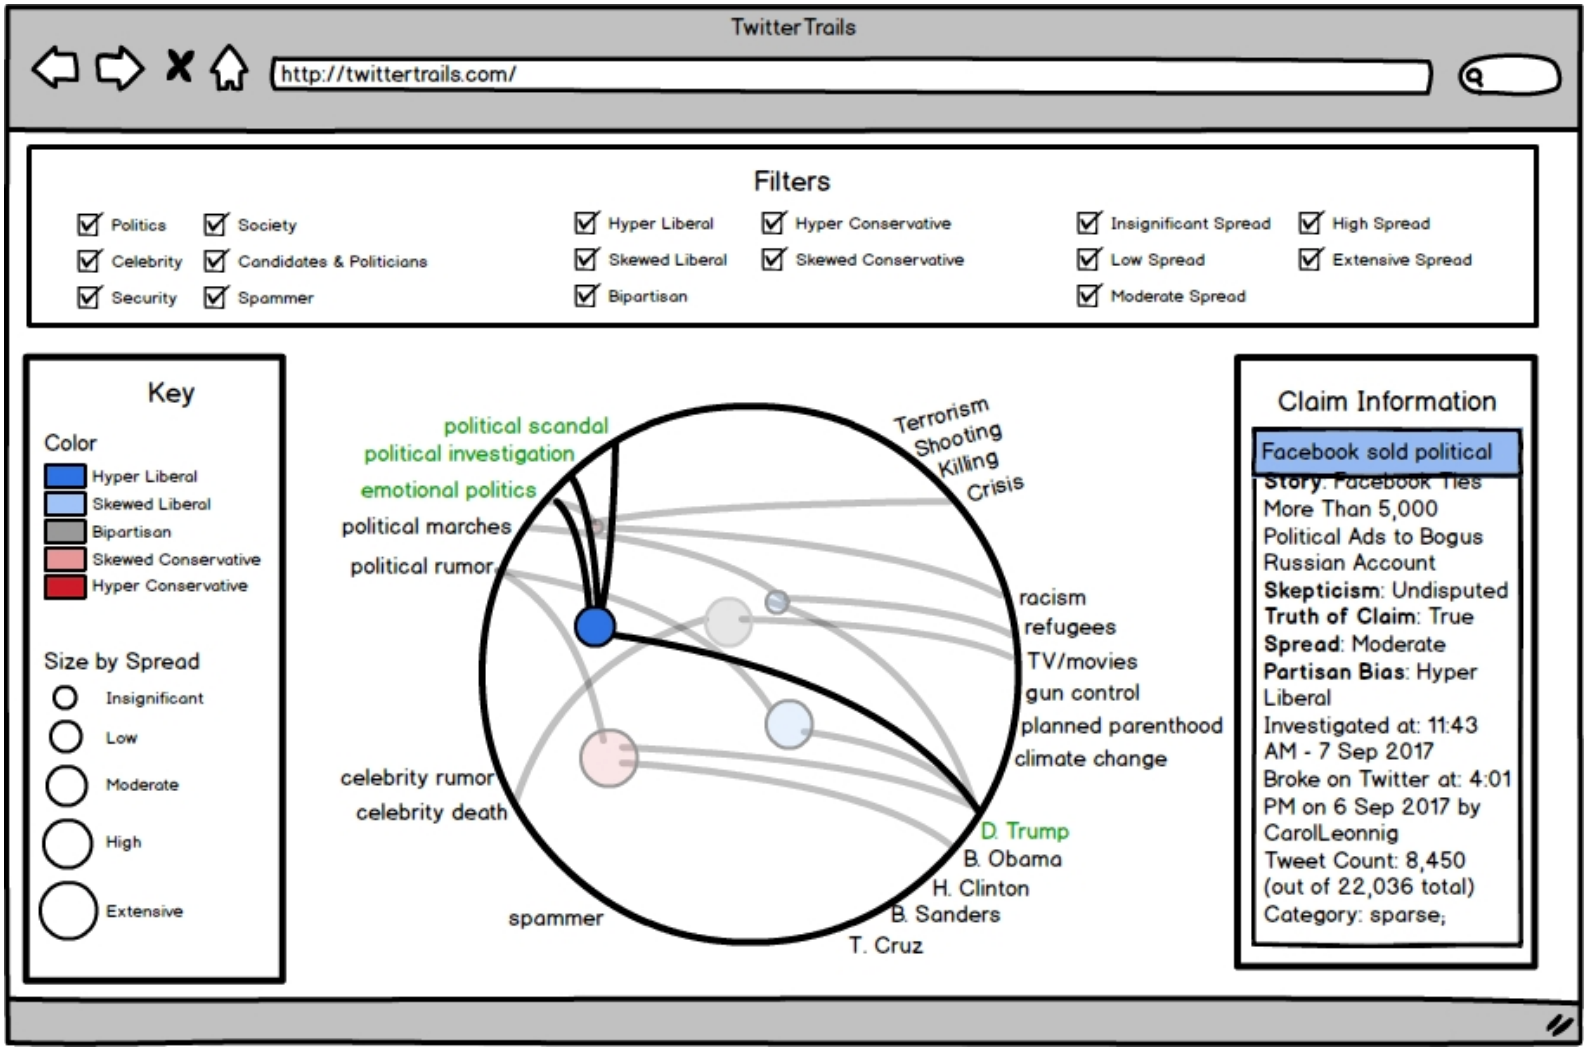 TwitterTrails
http://twittertrails.com/
Filters
Politics
Society
Hyper Liberal
Hyper Conservative
Insignificant Spread
High Spread
Celebrity
Candidates & Politicians
Skewed Liberal
Skewed Conservative
Low Spread
Extensive Spread
Security
Spammer
Bipartisan
Moderate Spread
Key
Color
Hyper Liberal
Skewed Liberal
Bipartisan
Skewed Conservative
Hyper Conservative
Size by Spread
Insignificant
Low
Moderate
High
Extensive
political scandal
political investigation
emotional politics
political marches
political rumor
celebrity rumor
celebrity death
spammer
Terrorism
Shooting
Killing
Crisis
racism
refugees
TV/movies
gun control
planned parenthood
climate change
D. Trump
B. Obama
H. Clinton
B. Sanders
T. Cruz
Claim Information
Facebook sold political
Story: Facebook Ties
More Than 5,000
Political Ads to Bogus
Russian Account
Skepticism: Undisputed
Truth of Claim: True
Spread: Moderate
Partisan Bias: Hyper
Liberal
Investigated at: 11:43
AM - 7 Sep 2017
Broke on Twitter at: 4:01
PM on 6 Sep 2017 by
CarolLeonnig
Tweet Count: 8,450
(out of 22,036 total)
Category: sparse;